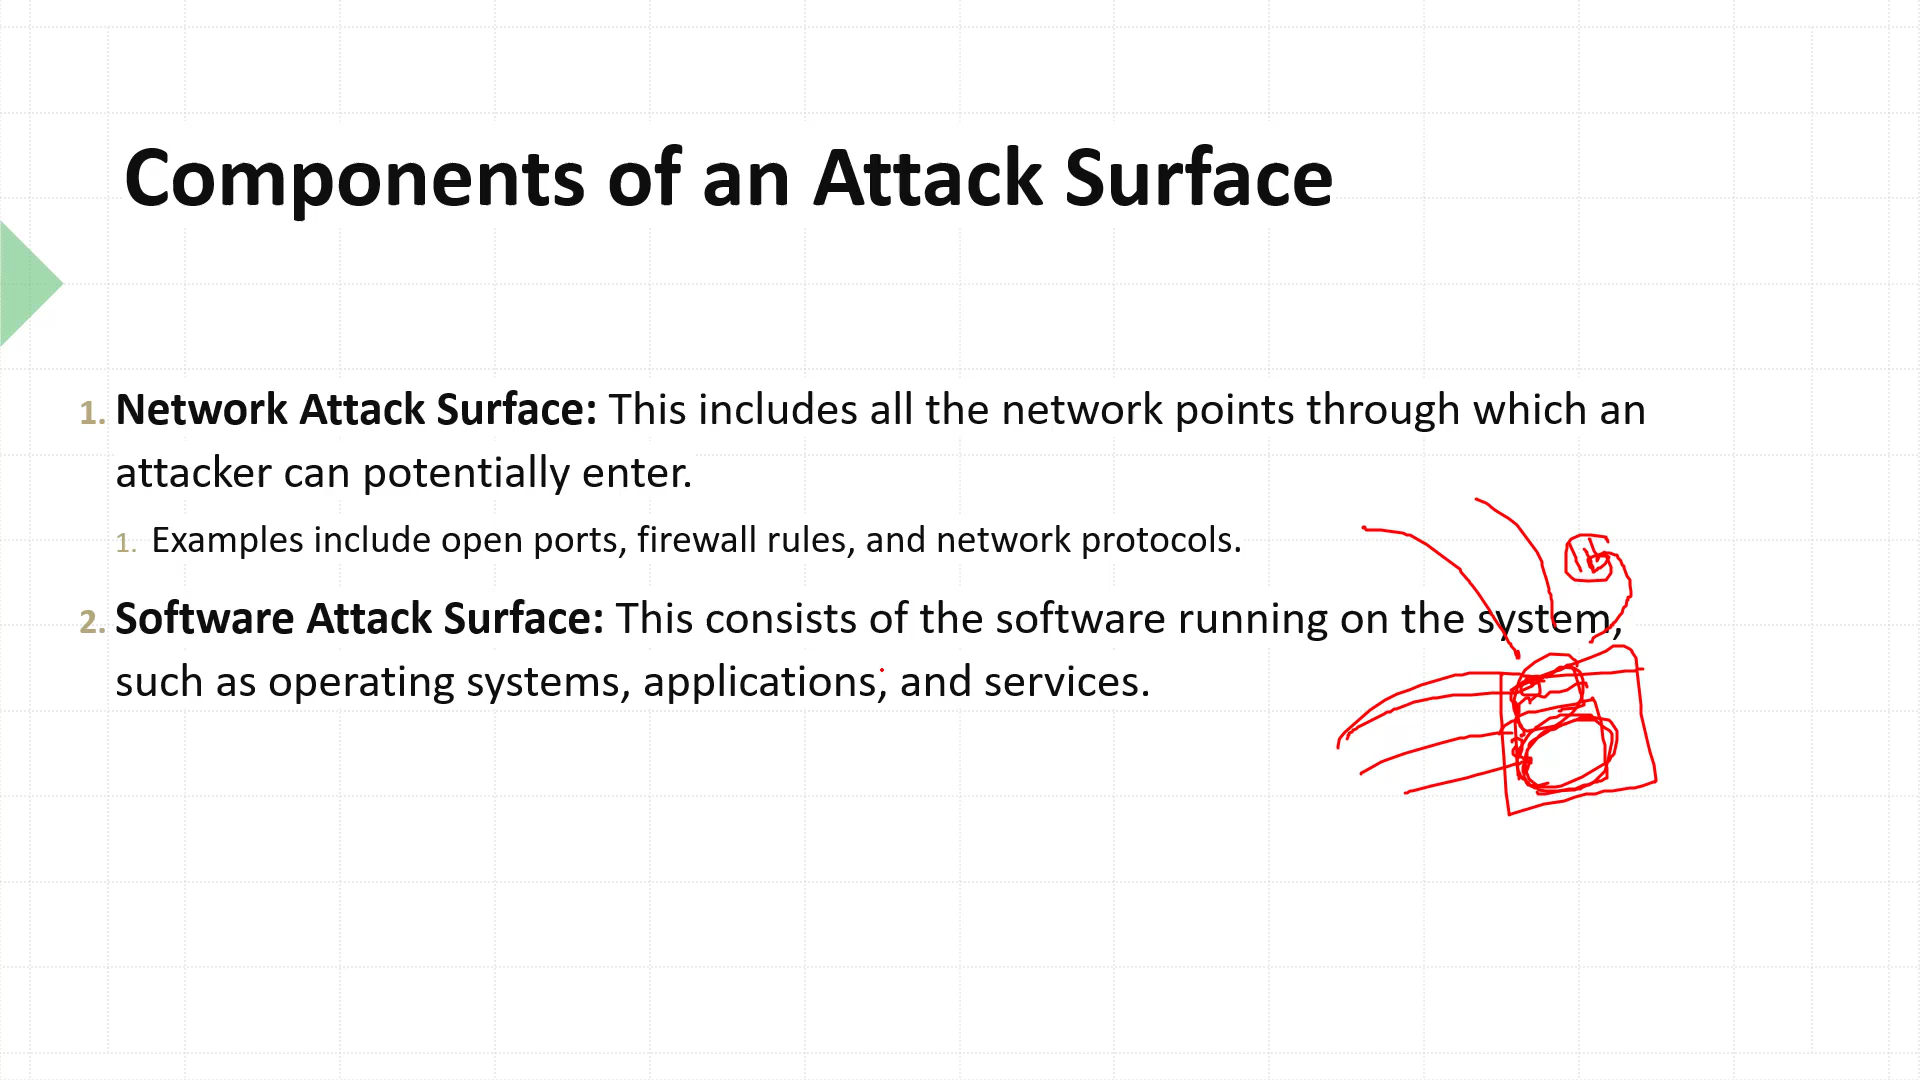 Components of an Attack Surface
1. Network Attack Surface: This includes all the network points through which an
attacker can potentially enter.
1. Examples include open ports, firewall rules, and network protocols.
2. Software Attack Surface: This consists of the software running on the system,
such as operating systems, applications, and services.